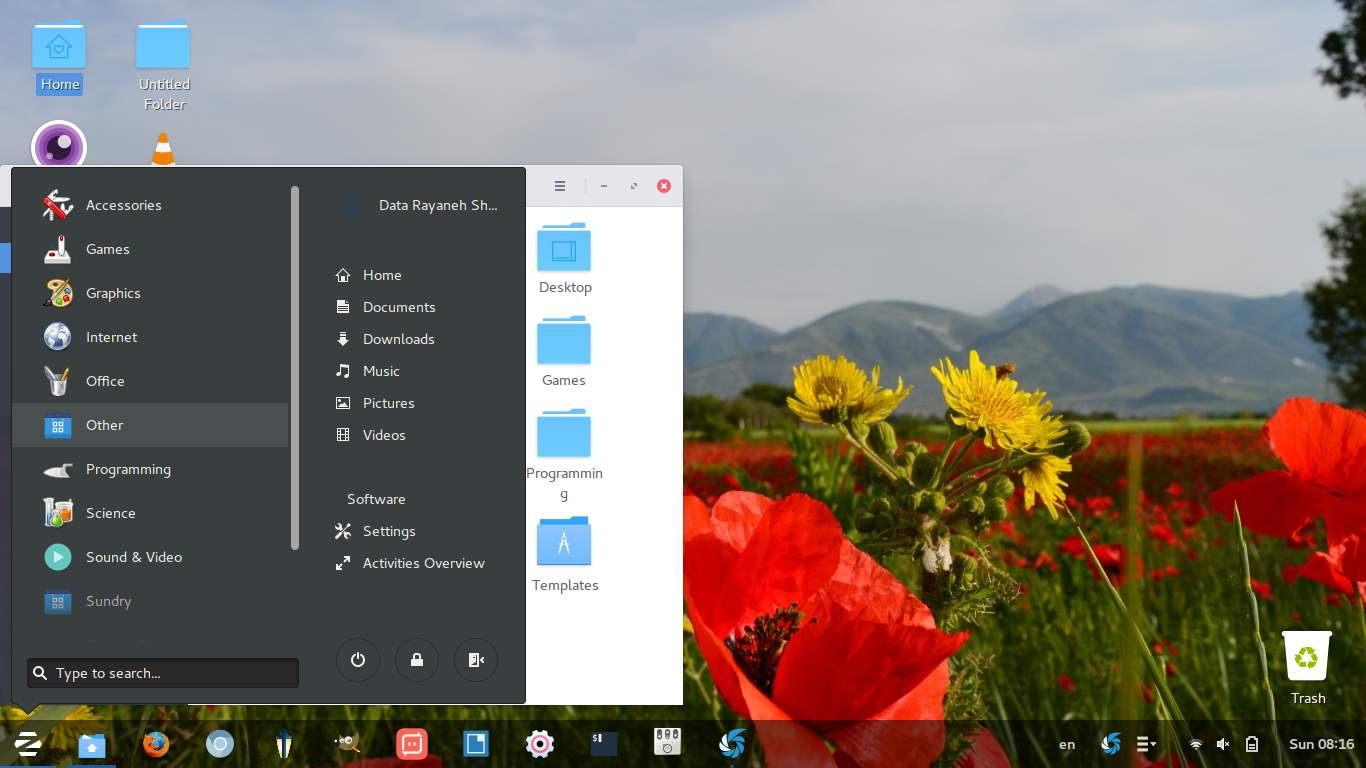 Home
Untitled
Folder
Accessories
Games
Graphics
Internet
Office
Other
Programming
Science
Sound & Video
Sundry
Type to search...
Data Rayaneh Sh...
Home
Documents
Downloads
Music
Pictures
Videos
Software
Settings
Activities Overview
Desktop
Games
Programmin
g
Templates
Trash
$
en
Sun 08:16